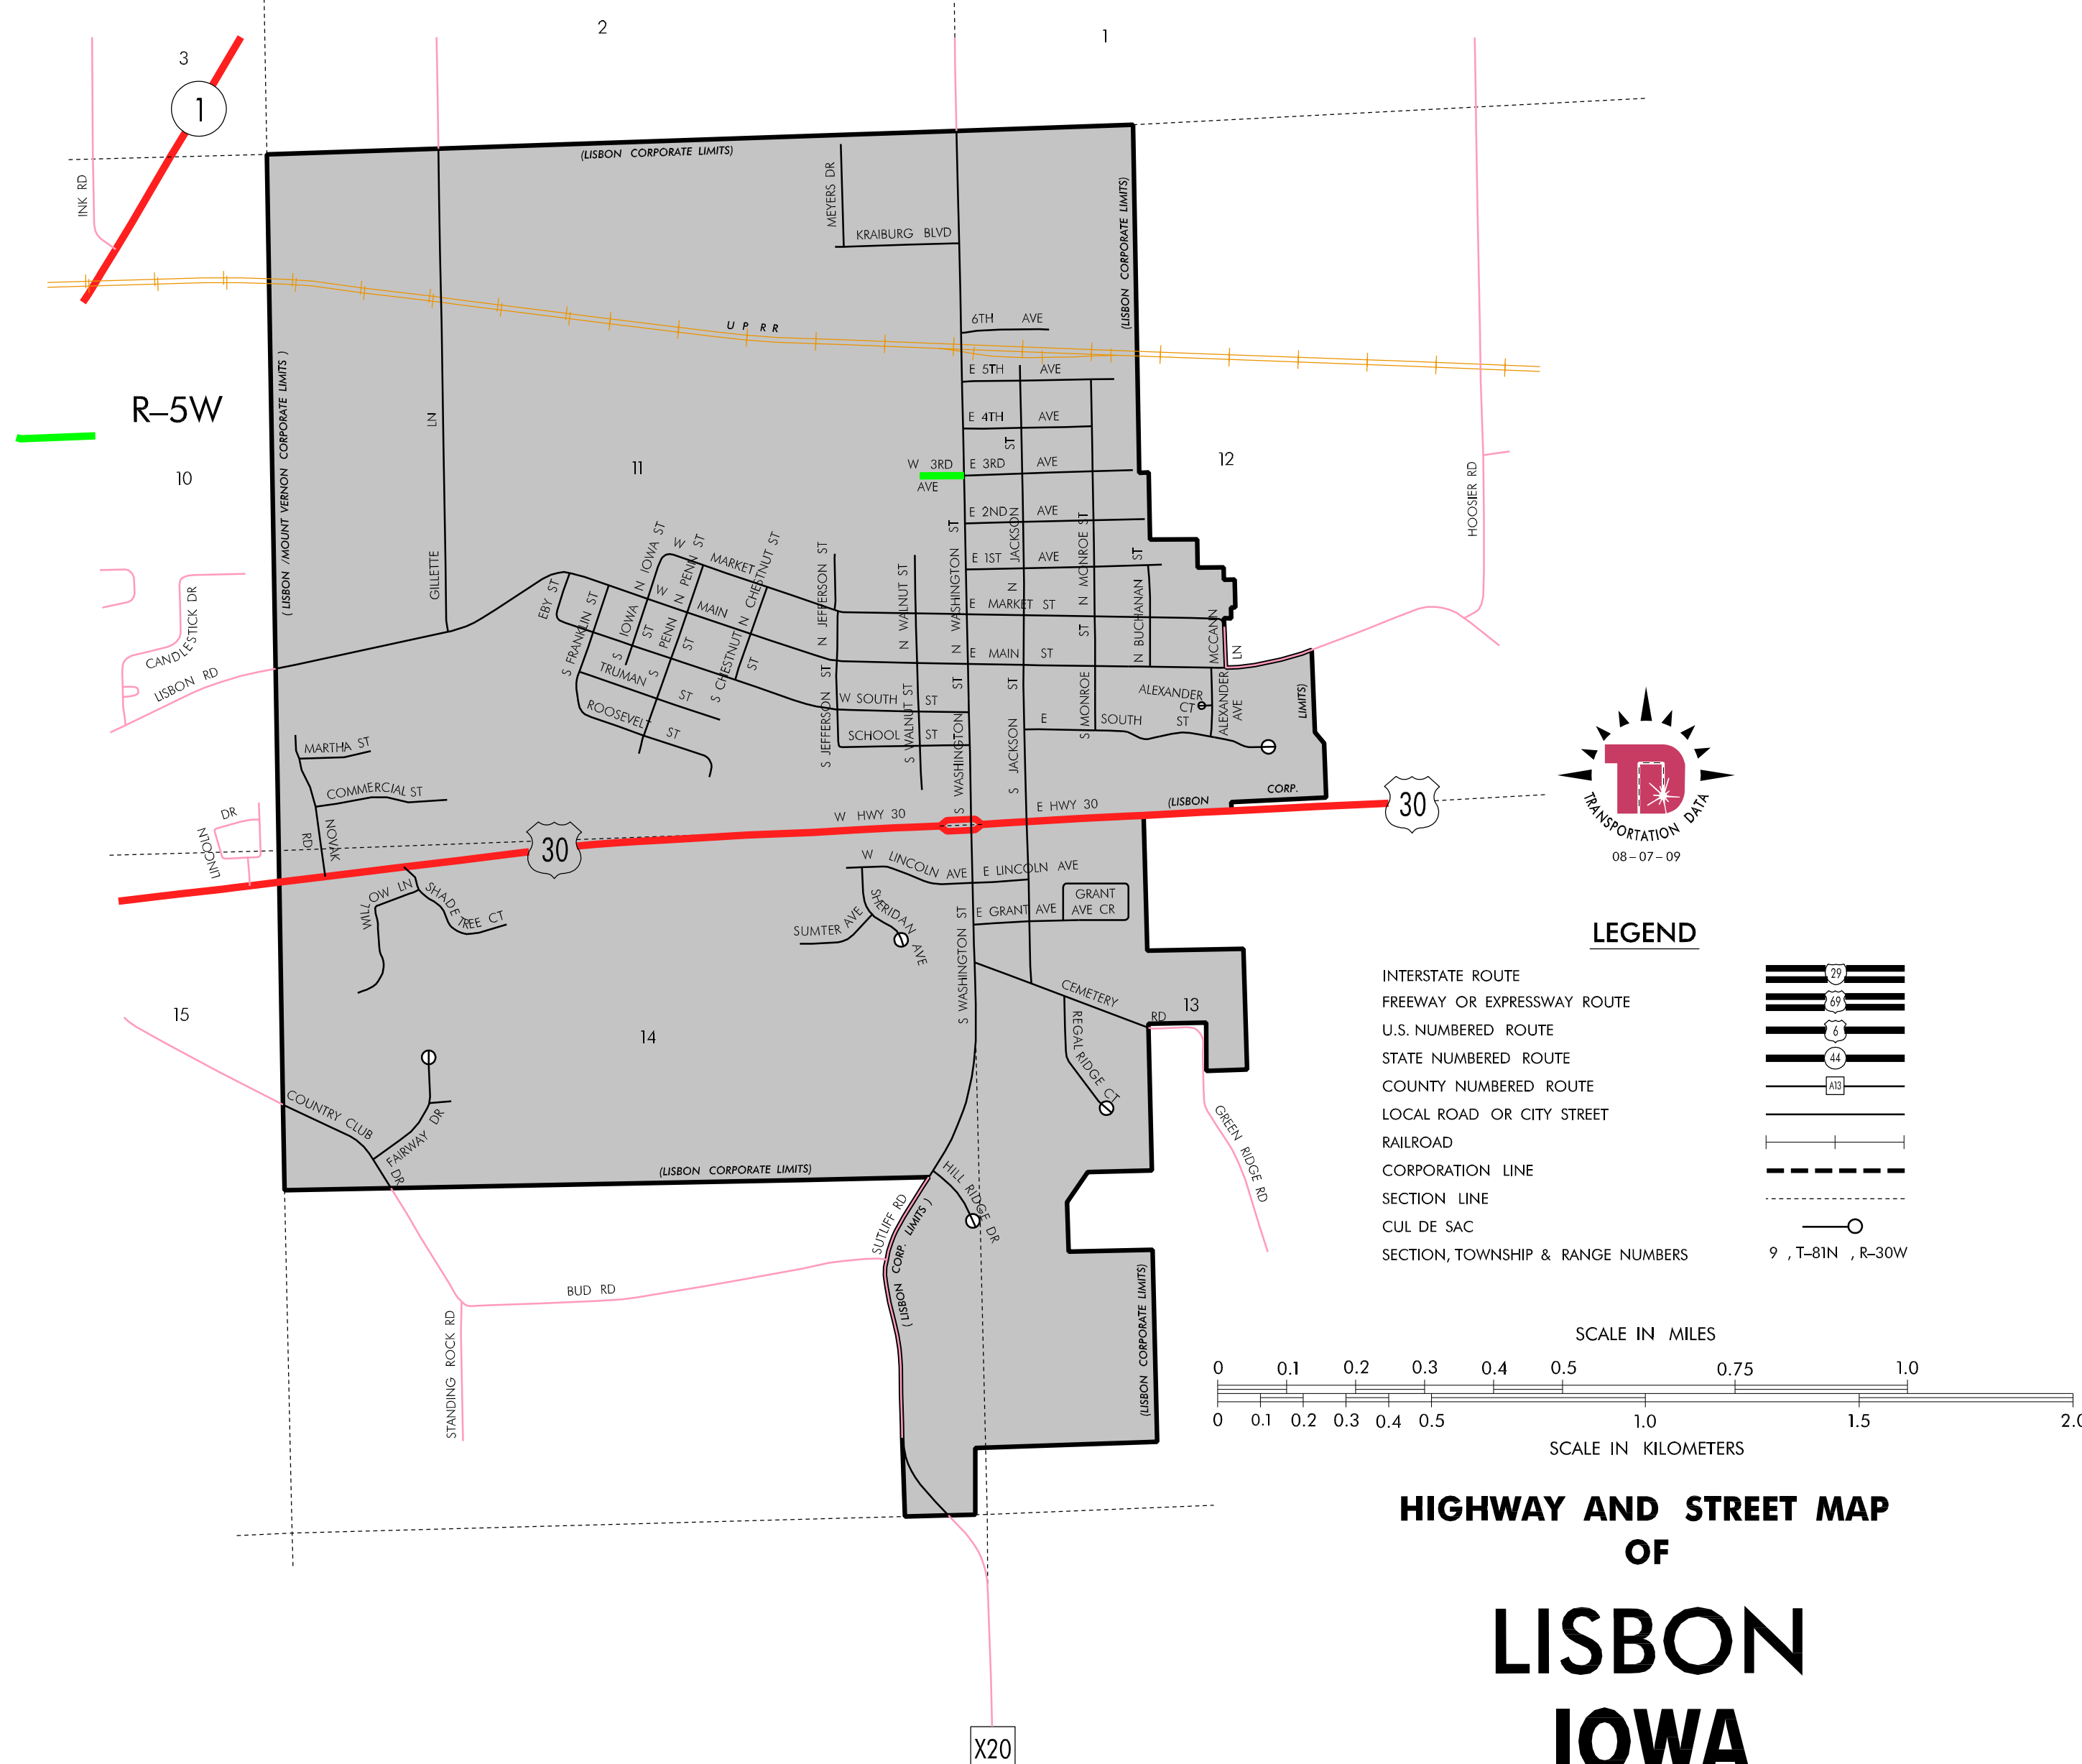 2
1
3
1
(LISBON CORPORATE LIMITS)
MEYERS DR
INK RD
KRAIBURG BLVD
(LISBON CORPORATE LIMITS)
U P R R
6TH AVE
E 5TH AVE
(LISBON /MOUNT VERNON CORPORATE LIMITS )
R–5W
LN
E 4TH AVE
ST
10
11
W 3RD
AVE
E 3RD AVE
12
HOOSIER RD
E 2ND AVE
N JACKSON
N MONROE ST
N WASHINGTON ST
E 1ST AVE
N BUCHANAN ST
GILLETTE
EBY ST
N IOWA ST
N PENN ST
N CHESTNUT ST
W MARKET
W MAIN
N JEFFERSON ST
N WALNUT ST
E MARKET ST
E MAIN ST
MCCANN
LN
CANDLESTICK DR
LISBON RD
S FRANKLIN ST
S IOWA ST
S PENN ST
S CHESTNUT ST
TRUMAN ST
ROOSEVELT ST
S JEFFERSON ST
W SOUTH ST
S WALNUT ST
SCHOOL ST
S WASHINGTON ST
S JACKSON ST
S MONROE ST
E SOUTH ST
ALEXANDER
CT
ALEXANDER
AVE
LIMITS)
MARTHA ST
COMMERCIAL ST
NOVAK
RD
LINCOLN DR
W HWY 30
E HWY 30
(LISBON CORP.
30
30
TRANSPORTATION DATA
08–07–09
WILLOW LN
SHADE TREE CT
W LINCOLN AVE
E LINCOLN AVE
SHERIDAN AVE
SUMTER AVE
E GRANT AVE
GRANT
AVE CR
S WASHINGTON ST
CEMETERY RD
REGAL RIDGE CT
13
GREEN RIDGE RD
15
14
COUNTRY CLUB DR
FAIRWAY DR
(LISBON CORPORATE LIMITS)
HILL RIDGE DR
SUTLIFF RD
(LISBON CORP. LIMITS )
BUD RD
STANDING ROCK RD
(LISBON CORPORATE LIMITS)
X20
LEGEND
INTERSTATE ROUTE 29
FREEWAY OR EXPRESSWAY ROUTE 69
U.S. NUMBERED ROUTE 6
STATE NUMBERED ROUTE 44
COUNTY NUMBERED ROUTE A13
LOCAL ROAD OR CITY STREET
RAILROAD
CORPORATION LINE
SECTION LINE
CUL DE SAC
SECTION, TOWNSHIP & RANGE NUMBERS 9 , T–81N , R–30W
SCALE IN MILES
0 0.1 0.2 0.3 0.4 0.5 0.75 1.0
0 0.1 0.2 0.3 0.4 0.5 1.0 1.5 2.0
SCALE IN KILOMETERS
HIGHWAY AND STREET MAP
OF
LISBON
IOWA